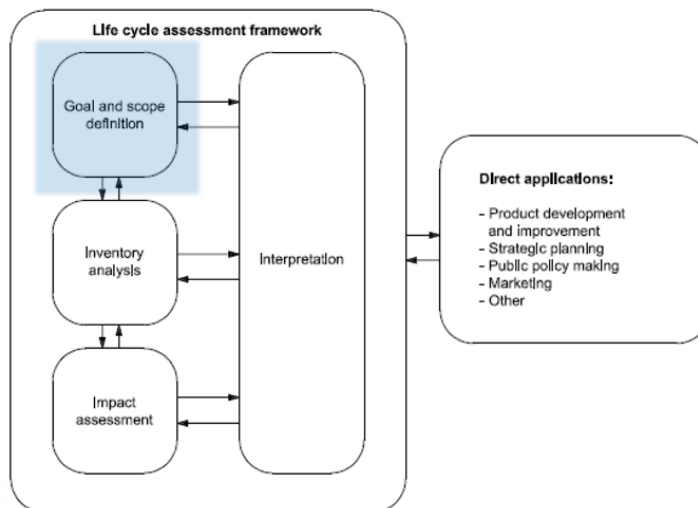 Life cycle assessment framework
Goal and scope
definition
Inventory
analysis
Impact
assessment
Interpretation
Direct applications:
- Product development
and improvement
- Strategic planning
- Public policy making
- Marketing
- Other